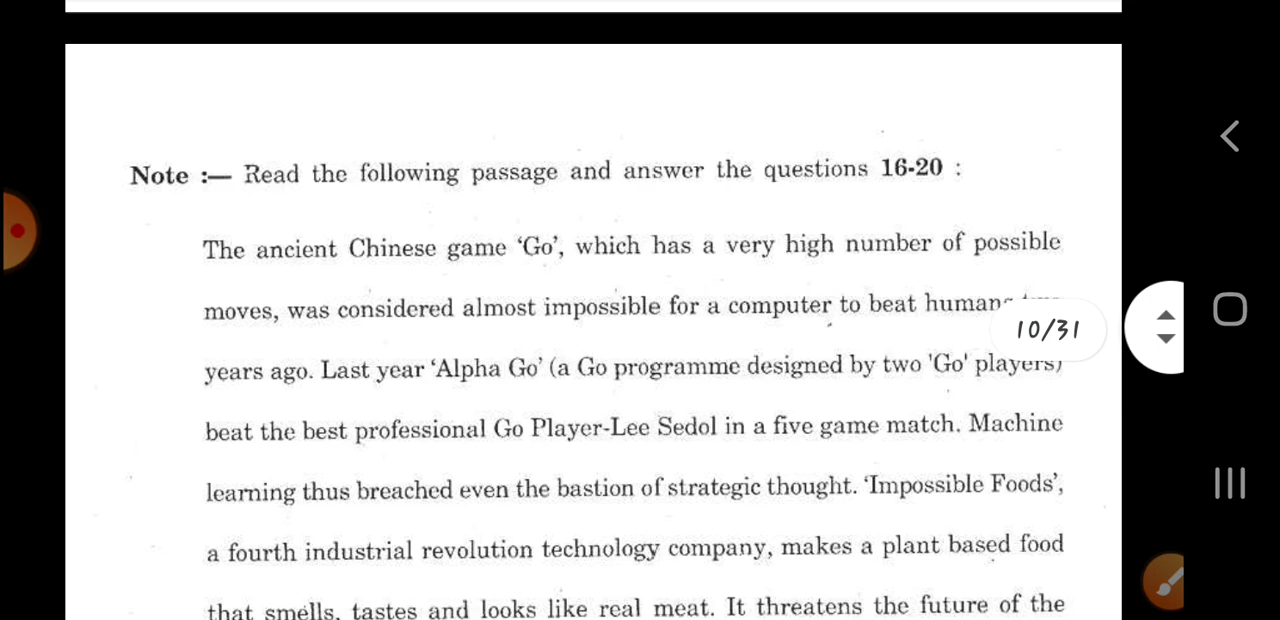 Note :— Read the following passage and answer the questions 16-20 :
The ancient Chinese game ‘Go’, which has a very high number of possible
moves, was considered almost impossible for a computer to beat
10/31
years ago. Last year ‘Alpha Go’ (a Go programme designed by two 'Go' players)
beat the best professional Go Player-Lee Sedol in a five game match. Machine
learning thus breached even the bastion of strategic thought. ‘Impossible Foods’,
a fourth industrial revolution technology company, makes a plant based food
that smells, tastes and looks like real meat. It threatens the future of the